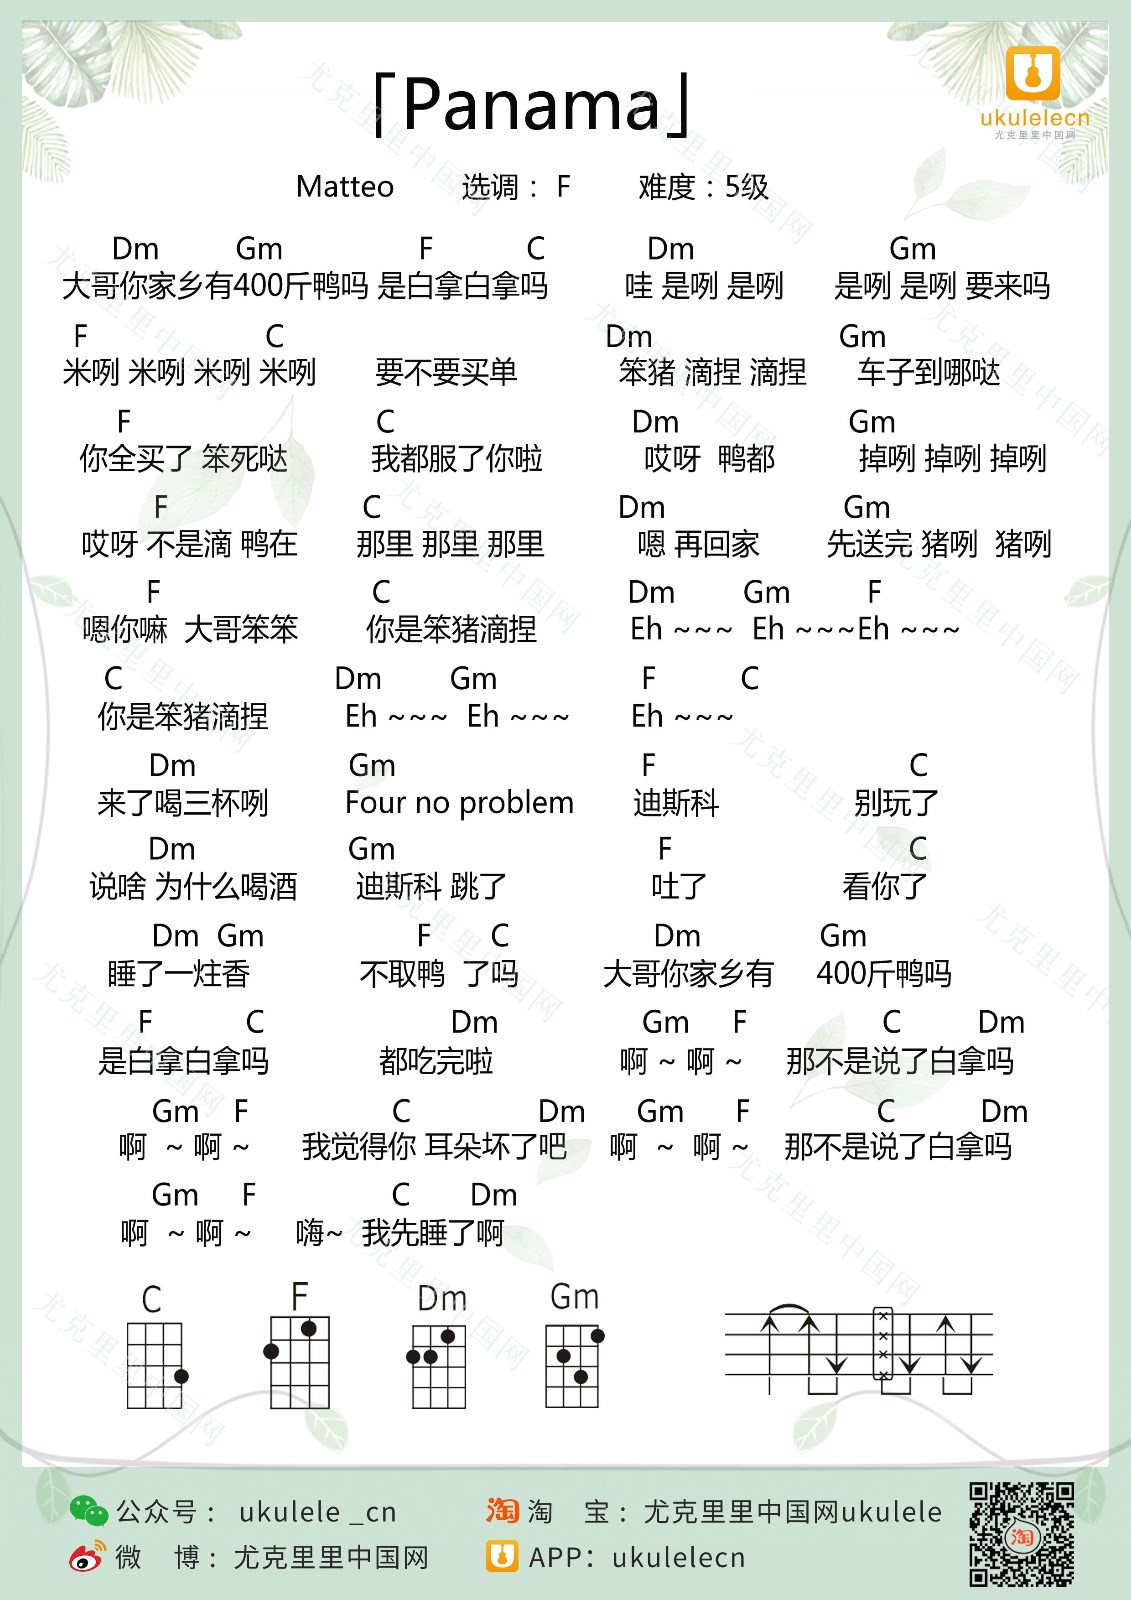 「Panama」
ukulelecn
尤克里里中国网
Matteo 选调： F 难度：5级
Dm Gm F C Dm Gm
大哥你家乡有400斤鸭吗 是白拿白拿吗 哇 是咧 是咧 是咧 是咧 要来吗
F C Dm Gm
米咧 米咧 米咧 米咧 要不要买单 笨猪 滴捏 滴捏 车子到哪哒
F C Dm Gm
你全买了 笨死哒 我都服了你啦 哎呀 鸭都 掉咧 掉咧 掉咧
F C Dm Gm
哎呀 不是滴 鸭在 那里 那里 那里 嗯 再回家 先送完 猪咧 猪咧
F C Dm Gm F
嗯你嘛 大哥笨笨 你是笨猪滴捏 Eh ~~~ Eh ~~~Eh ~~~
C Dm Gm F C
你是笨猪滴捏 Eh ~~~ Eh ~~~ Eh ~~~
Dm Gm F C
来了喝三杯咧 Four no problem 迪斯科 别玩了
Dm Gm F C
说啥 为什么喝酒 迪斯科 跳了 吐了 看你了
Dm Gm F C Dm Gm
睡了一炷香 不取鸭 了吗 大哥你家乡有 400斤鸭吗
F C Dm Gm F C Dm
是白拿白拿吗 都吃完啦 啊 ~ 啊 ~ 那不是说了白拿吗
Gm F C Dm Gm F C Dm
啊 ~ 啊 ~ 我觉得你 耳朵坏了吧 啊 ~ 啊 ~ 那不是说了白拿吗
Gm F C Dm
啊 ~ 啊 ~ 嗨~ 我先睡了啊
C F Dm Gm
公众号： ukulele _cn 淘 淘 宝：尤克里里中国网ukulele
微 博：尤克里里中国网 APP：ukulelecn
淘